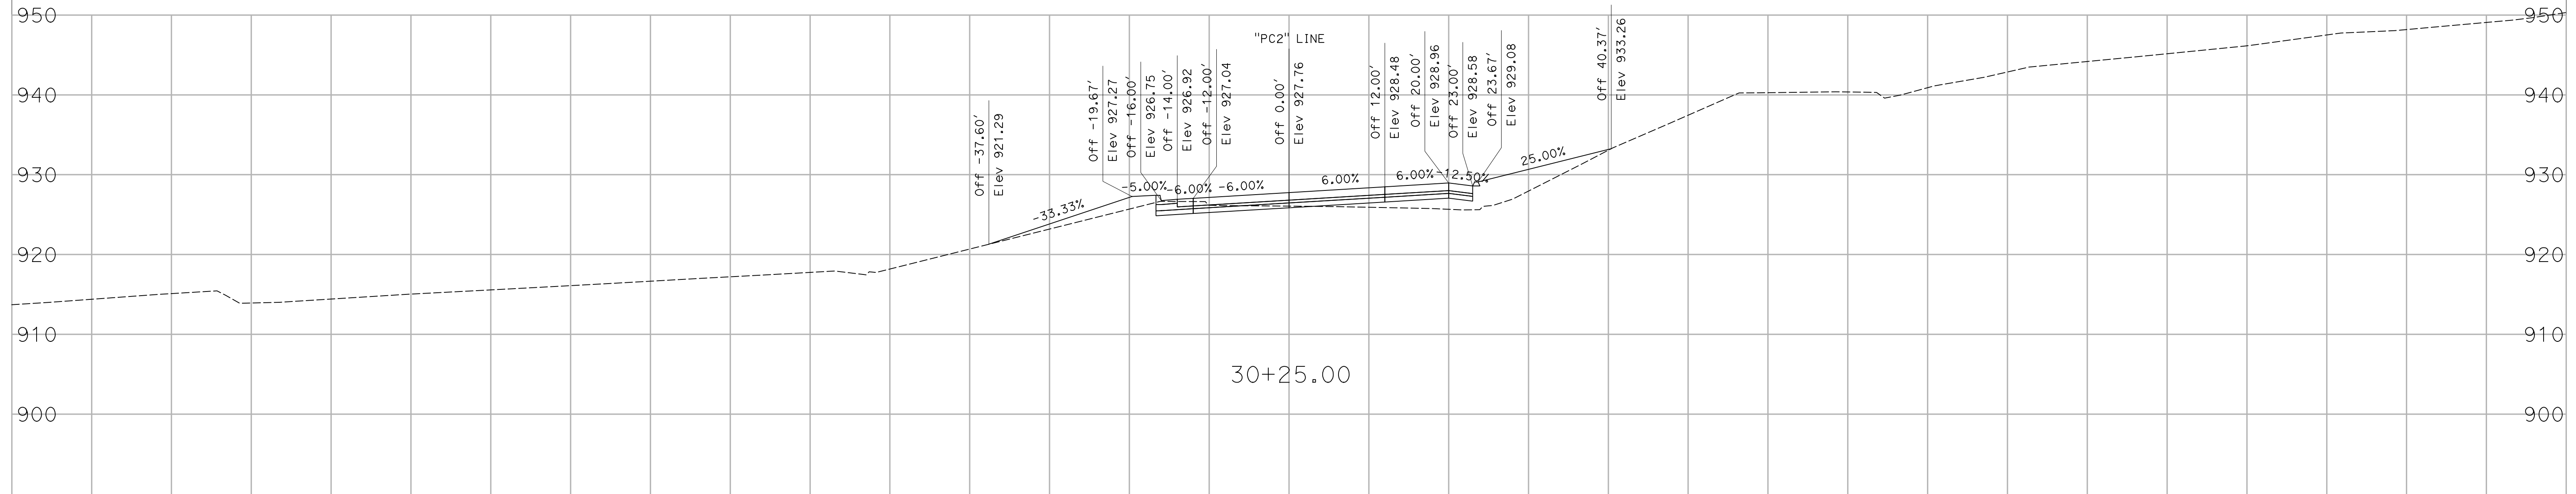 950
940
930
920
910
900
Off -37.60'
Elev 921.29
Off -19.67'
Elev 927.27
Off -16.00'
Elev 926.75
Off -14.00'
Elev 926.92
Off -12.00'
Elev 927.04
"PC2" LINE
Off 0.00'
Elev 927.76
Off 12.00'
Elev 928.48
Off 20.00'
Elev 928.96
Off 23.00'
Elev 928.58
Off 23.67'
Elev 929.08
Off 40.37'
Elev 933.26
-33.33%
-5.00%
-6.00%
-6.00%
6.00%
6.00%
-12.50%
25.00%
30+25.00
950
940
930
920
910
900